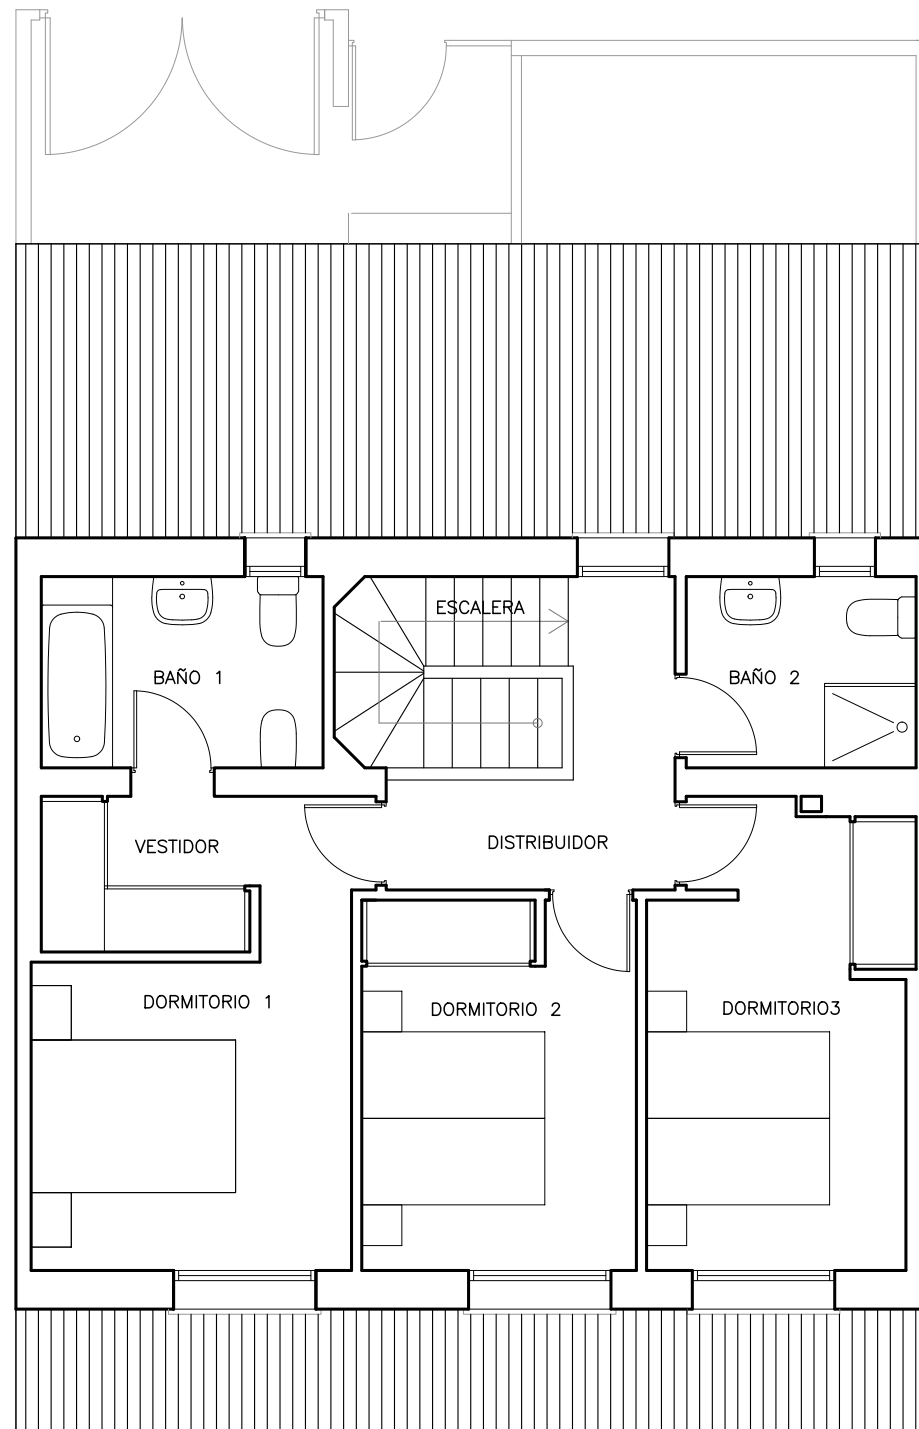 ESCALERA
BAÑO 1
BAÑO 2
VESTIDOR
DISTRIBUIDOR
DORMITORIO 1
DORMITORIO 2
DORMITORIO3